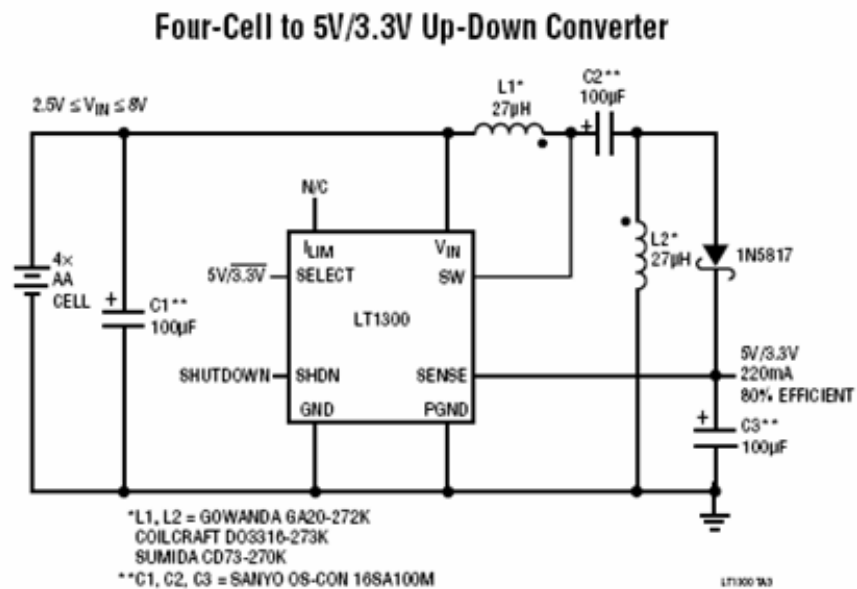 Four-Cell to 5V/3.3V Up-Down Converter
2.5V ≤ VIN ≤ 8V
L1*
27µH
C2**
100µF
+
N/C
ILIM
VIN
5V/3.3V
SELECT
SW
L2*
27µH
1N5817
4×
AA
CELL
+
C1**
100µF
LT1300
SHUTDOWN
SHDN
SENSE
5V/3.3V
220mA
80% EFFICIENT
GND
PGND
+
C3**
100µF
*L1, L2 = GOWANDA GA20-272K
COILCRAFT DO3316-273K
SUMIDA CD73-270K
**C1, C2, C3 = SANYO OS-CON 16SA100M
LT1300 TA3